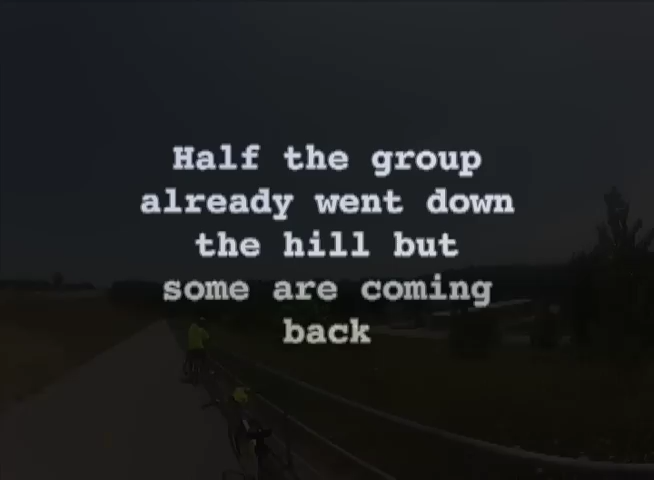 Half the group
already went down
the hill but
some are coming
back